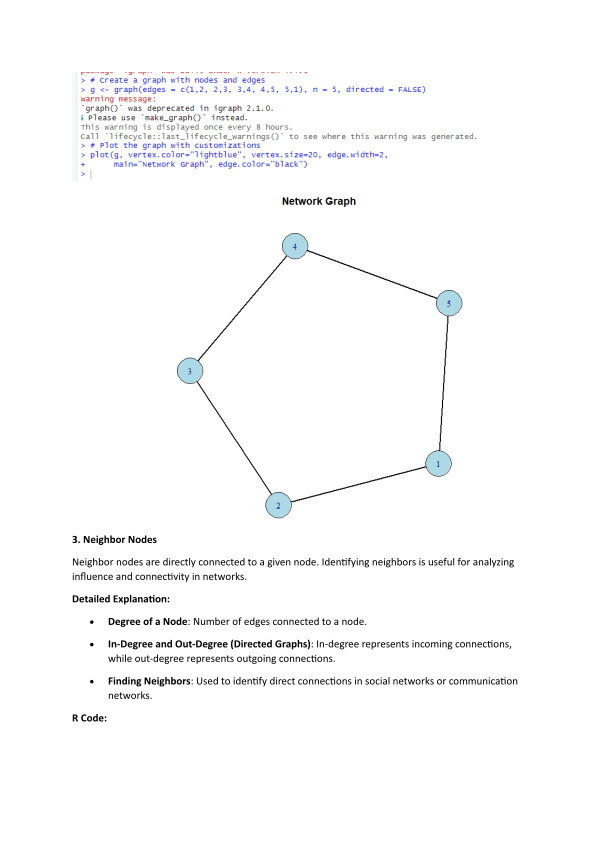 > # Create a graph with nodes and edges
> g <- graph(edges = c(1,2, 2,3, 3,4, 4,5, 5,1), n = 5, directed = FALSE)
Warning message:
`graph()` was deprecated in igraph 2.1.0.
ℹ Please use `make_graph()` instead.
This warning is displayed once every 8 hours.
Call `lifecycle::last_lifecycle_warnings()` to see where this warning was generated.
> # Plot the graph with customizations
> plot(g, vertex.color="lightblue", vertex.size=20, edge.width=2,
+ main="Network Graph", edge.color="black")
>
Network Graph
4
5
3
1
2
3. Neighbor Nodes
Neighbor nodes are directly connected to a given node. Identifying neighbors is useful for analyzing
influence and connectivity in networks.
Detailed Explanation:
• Degree of a Node: Number of edges connected to a node.
• In-Degree and Out-Degree (Directed Graphs): In-degree represents incoming connections,
while out-degree represents outgoing connections.
• Finding Neighbors: Used to identify direct connections in social networks or communication
networks.
R Code: